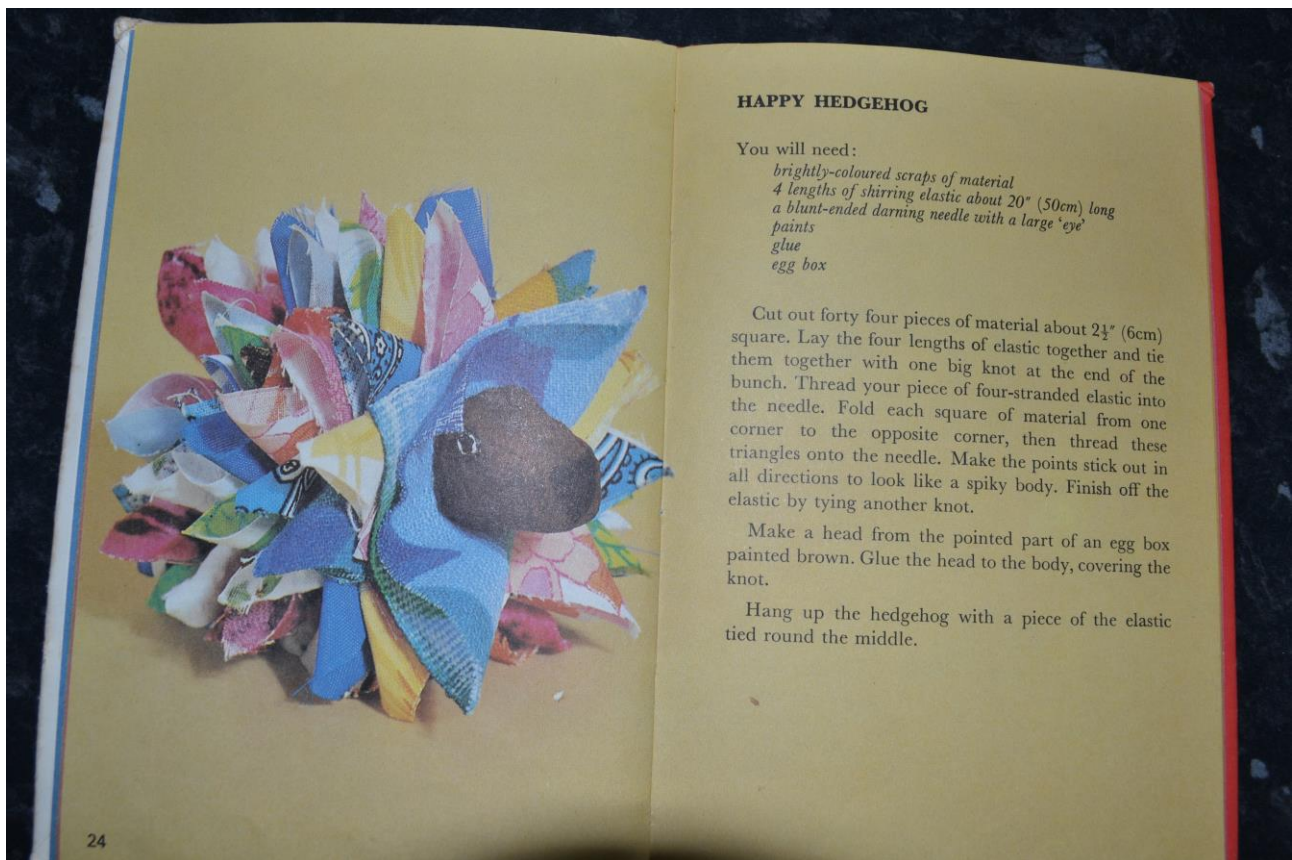 24
HAPPY HEDGEHOG
You will need:
brightly-coloured scraps of material
4 lengths of shirring elastic about 20" (50cm) long
a blunt-ended darning needle with a large ‘eye’
paints
glue
egg box
Cut out forty four pieces of material about 2½" (6cm)
square. Lay the four lengths of elastic together and tie
them together with one big knot at the end of the
bunch. Thread your piece of four-stranded elastic into
the needle. Fold each square of material from one
corner to the opposite corner, then thread these
triangles onto the needle. Make the points stick out in
all directions to look like a spiky body. Finish off the
elastic by tying another knot.
Make a head from the pointed part of an egg box
painted brown. Glue the head to the body, covering the
knot.
Hang up the hedgehog with a piece of the elastic
tied round the middle.